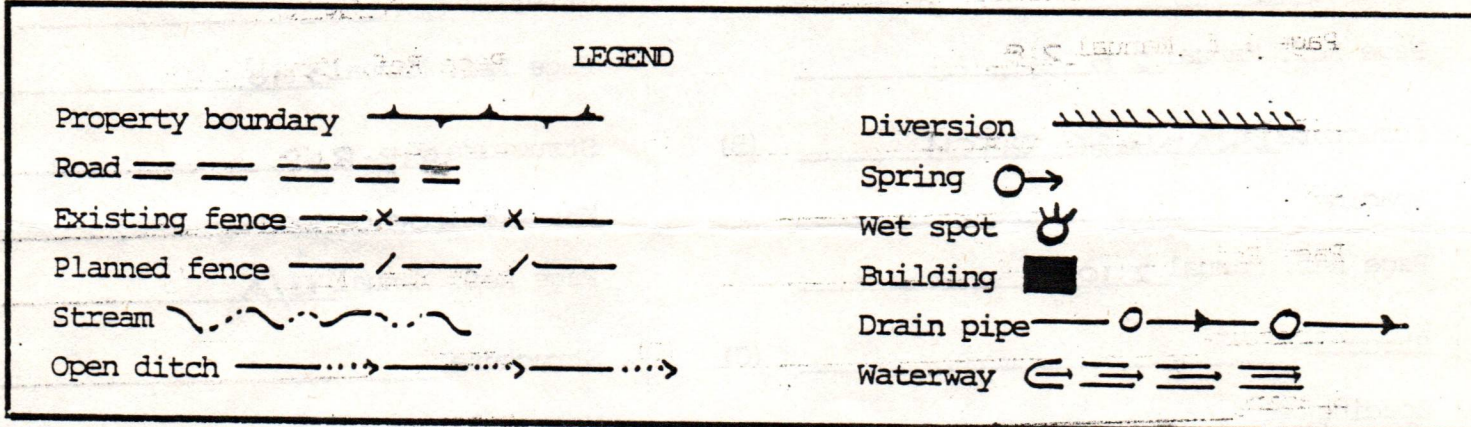 LEGEND
Property boundary
Road
Existing fence
Planned fence
Stream
Open ditch
Diversion
Spring
Wet spot
Building
Drain pipe
Waterway